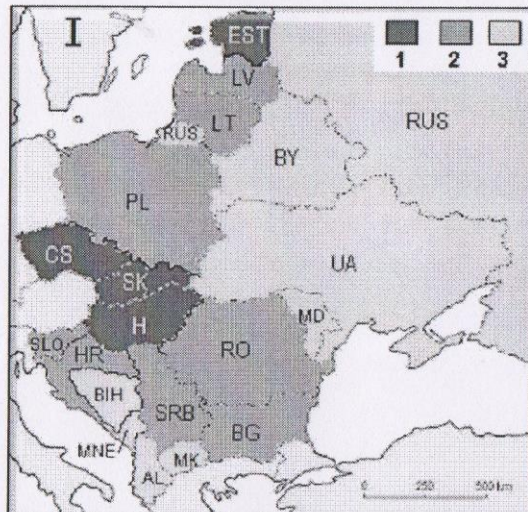 I
EST
1 2 3
LV
RUS
LT
RUS
BY
PL
CS
UA
SK
H
MD
SLO
HR
RO
BIH
SRB
MNE
BG
MK
AL
0 250 500 km